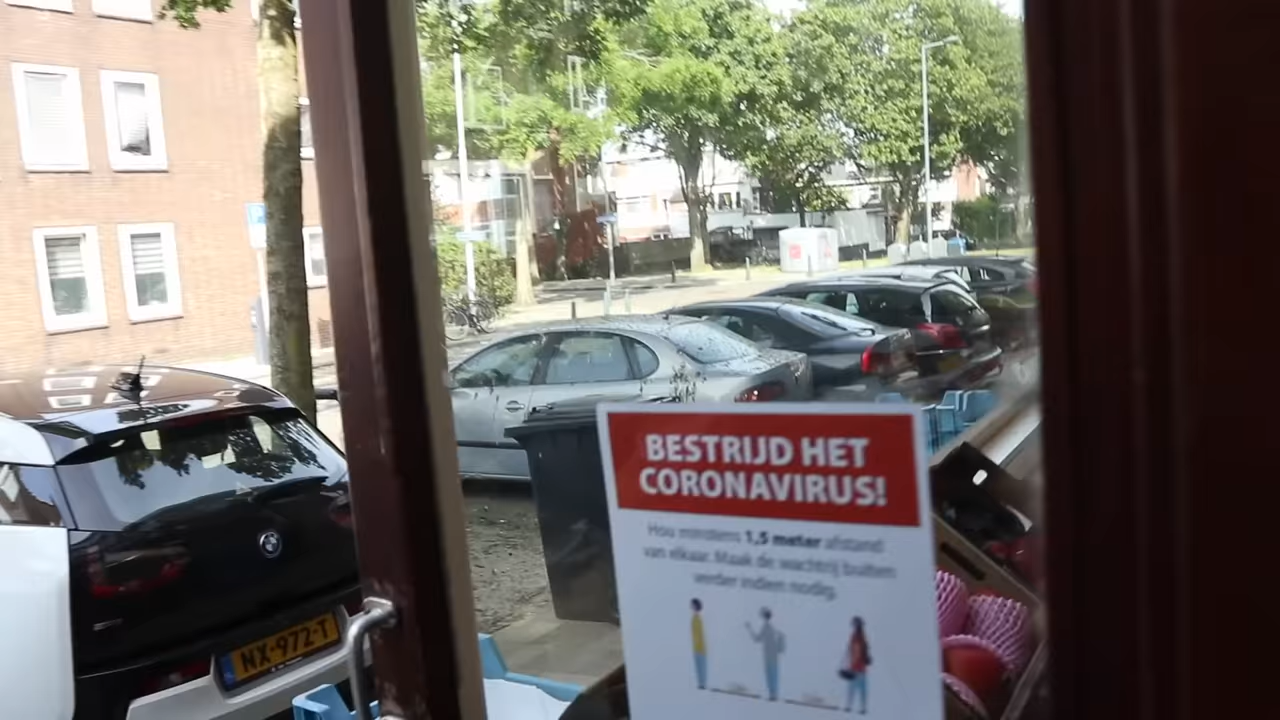 BESTRIJD HET
CORONAVIRUS!
Hou minstens 1,5 meter afstand
van elkaar. Maak de wachtrij buiten
verder indien nodig.
NX-972-T